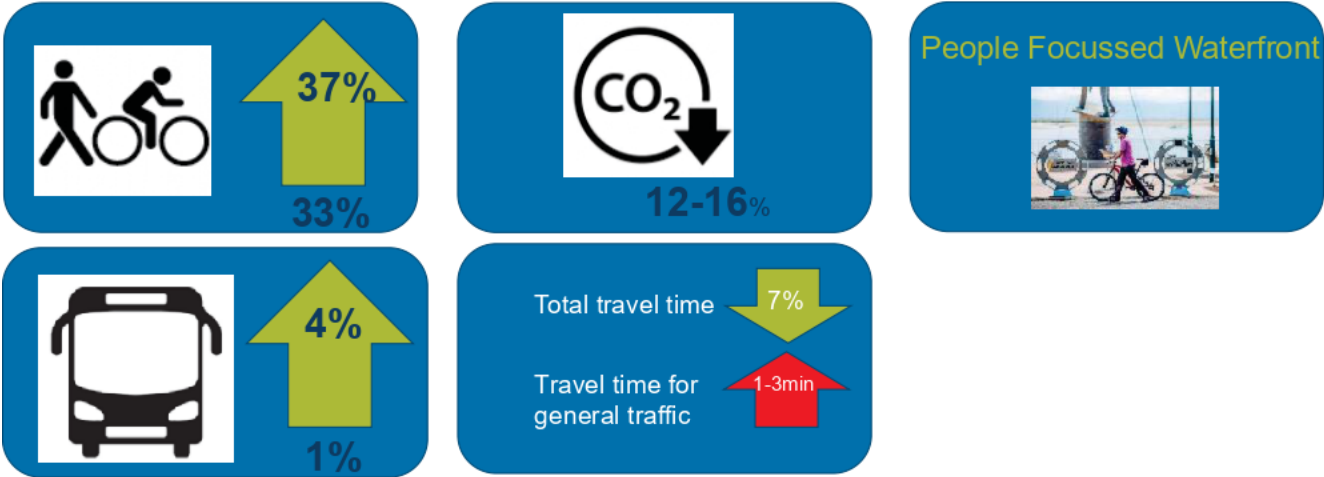 37%
33%
CO₂
12-16%
People Focussed Waterfront
4%
1%
Total travel time
7%
Travel time for
general traffic
1-3min